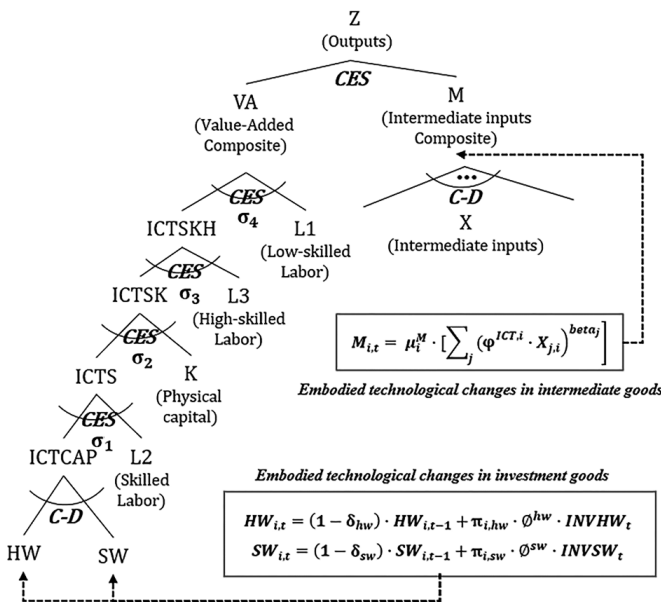 Z
(Outputs)
CES
VA
(Value-Added
Composite)
M
(Intermediate inputs
Composite)
•••
C-D
X
(Intermediate inputs)
CES
σ4
ICTSKH
L1
(Low-skilled
Labor)
CES
σ3
ICTSK
L3
(High-skilled
Labor)
CES
σ2
ICTS
K
(Physical
capital)
CES
σ1
ICTCAP
L2
(Skilled
Labor)
C-D
HW
SW
M_{i,t} = μ_i^M · [∑_j (φ^{ICT,i} · X_{j,i})^{beta_j}]
Embodied technological changes in intermediate goods
Embodied technological changes in investment goods
HW_{i,t} = (1 − δ_{hw}) · HW_{i,t-1} + π_{i,hw} · Ø^{hw} · INVHW_t
SW_{i,t} = (1 − δ_{sw}) · SW_{i,t-1} + π_{i,sw} · Ø^{sw} · INVSW_t